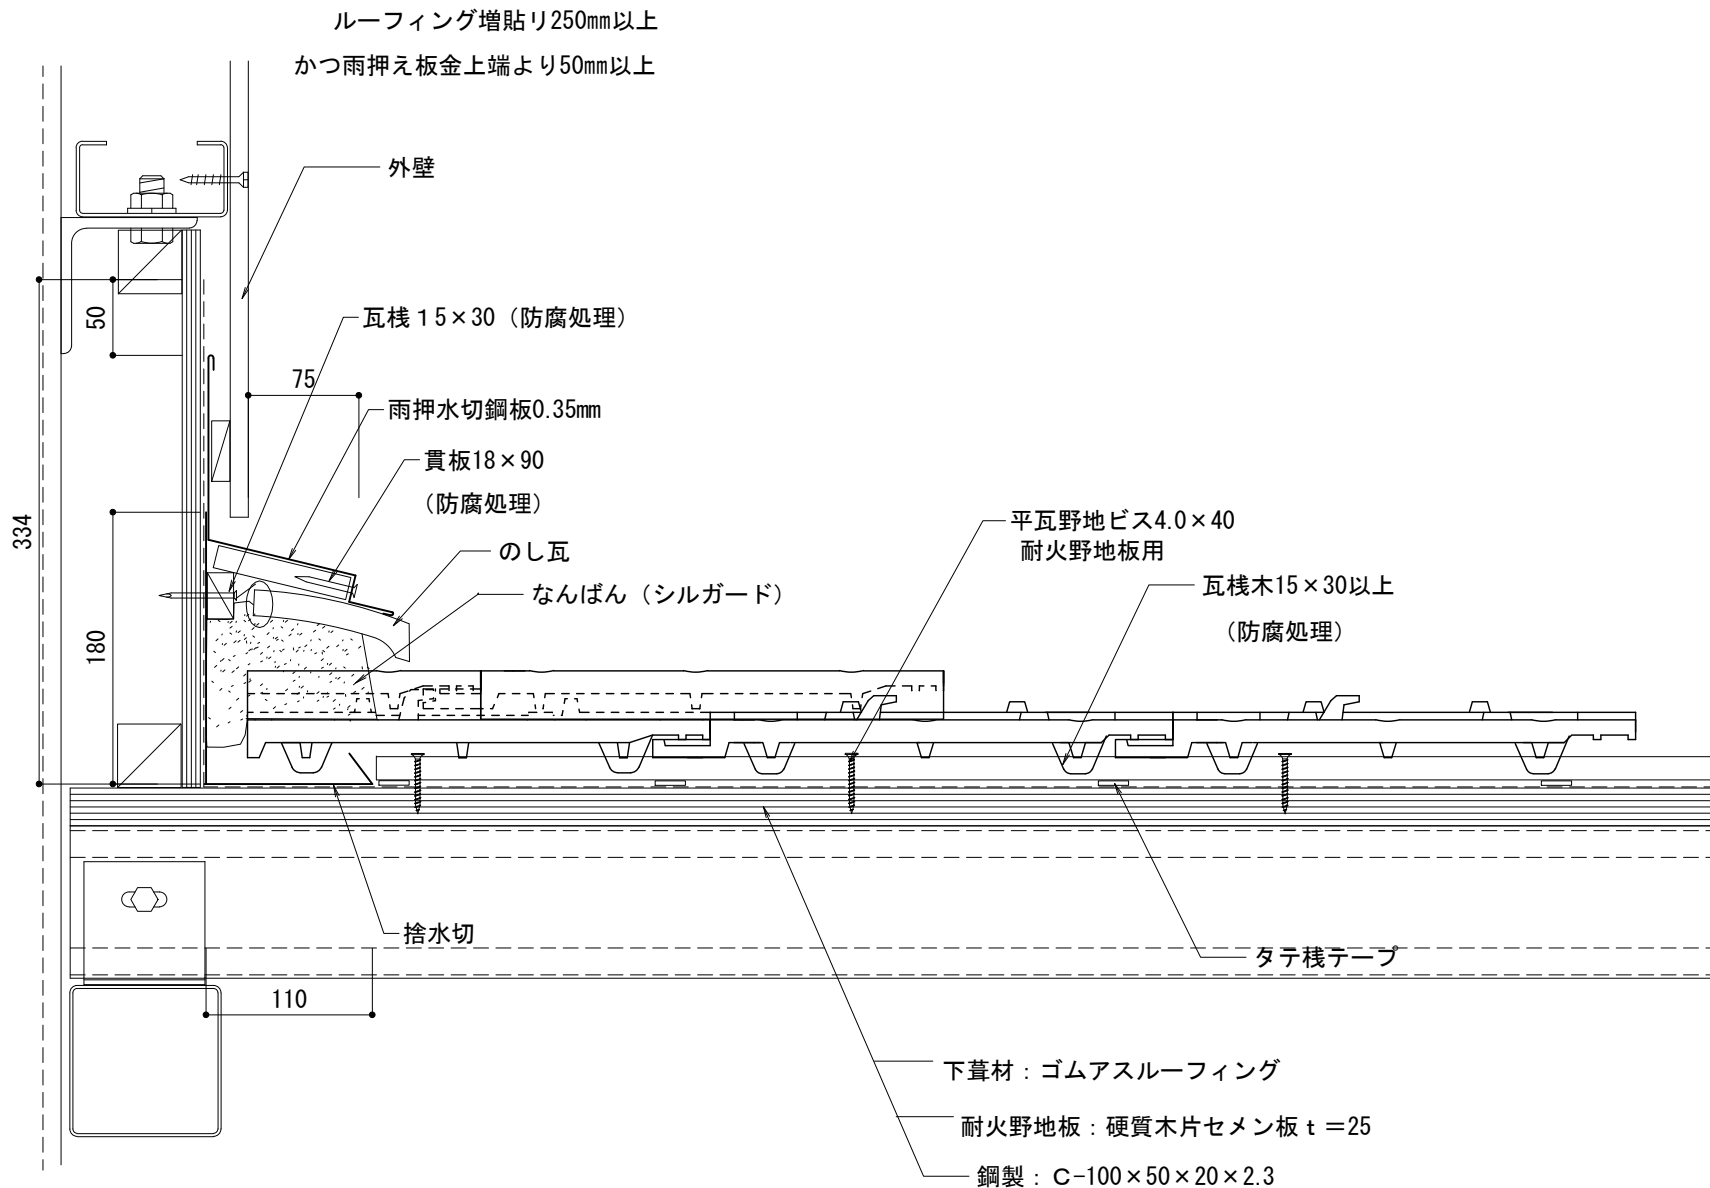 ルーフィング増貼リ250mm以上
かつ雨押え板金上端より50mm以上
外壁
50
瓦桟15×30（防腐処理）
75
雨押水切鋼板0.35mm
貫板18×90
（防腐処理）
334
平瓦野地ビス4.0×40
耐火野地板用
のし瓦
瓦桟木15×30以上
なんばん（シルガード）
（防腐処理）
180
捨水切
タテ桟テープ
110
下葺材：ゴムアスルーフィング
耐火野地板：硬質木片セメン板ｔ＝25
鋼製：C-100×50×20×2.3